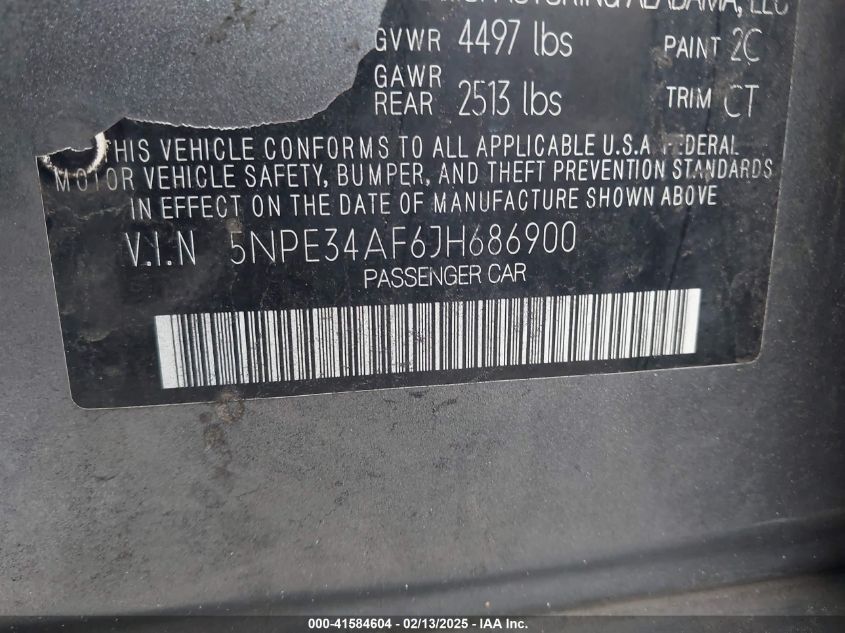 ALABAMA, LLC
GVWR 4497 lbs PAINT 2C
GAWR
REAR 2513 lbs TRIM CT
THIS VEHICLE CONFORMS TO ALL APPLICABLE U.S.A FEDERAL
MOTOR VEHICLE SAFETY, BUMPER, AND THEFT PREVENTION STANDARDS
IN EFFECT ON THE DATE OF MANUFACTURE SHOWN ABOVE
V.I.N 5NPE34AF6JH686900
PASSENGER CAR
000-41584604 - 02/13/2025 - IAA Inc.